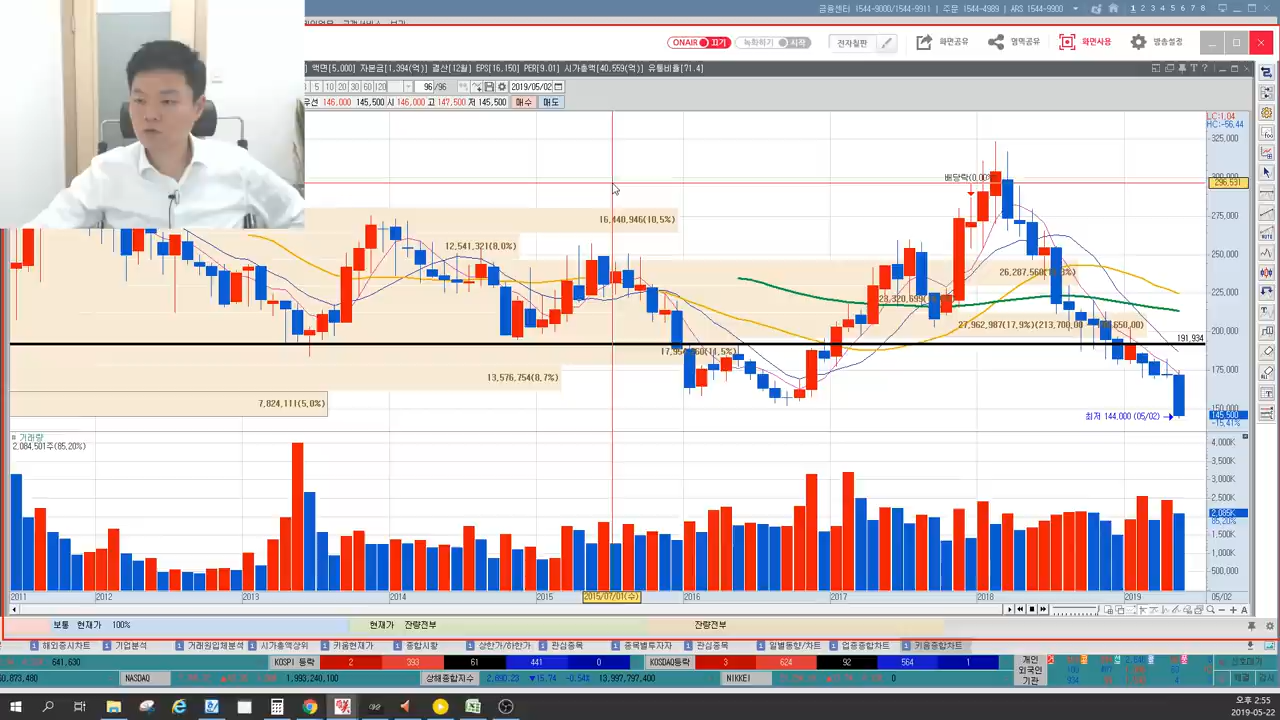 금융센터 1544-9000/1544-9911 | 주문 1544-4989 | ARS 1544-9900
1 2 3 4 5 6 7 8
ONAIR 끄기 녹화하기 시작 전자칠판 화면공유 영역공유 화면사용 방송설정
액면[5,000] 자본금[1,394(억)] 결산[12월] EPS[16,150] PER[9.01] 시가총액[40,559(억)] 유통비율[71.4]
5 10 20 30 60 120 96 /96 2019/05/02
우선 146,000 145,500 시 146,000 고 147,500 저 145,500 매수 매도
LC:1.04
HC:-56.44
325,000
300,000
배당락(0.00%)
296,531
275,000
16,440,946(10,5%)
12,541,321(8,0%)
250,000
26,287,560
28,320,699
225,000
27,962,987(17,9%)(213,700,00
200,000
191,934
11,5%)
175,000
13,576,754(8,7%)
7,824,111(5,0%)
150,000
최저 144,000 (05/02)
145,500
-15,41%
거래량
2,084,501주(85,20%)
4,000K
3,500K
3,000K
2,500K
2,085K
85,20%
1,500K
1,000K
500,000
2011 2012 2013 2014 2015 2015/07/01(수) 2016 2017 2018 2019 05/02
보통 현재가 100% 현재가 잔량전부 잔량전부
해외증시차트 기업분석 거래원입체분석 시가총액상위 키움현재가 종합시황 상한가/하한가 관심종목 종목별투자자 관심종목 일별동향/차트 업종종합차트 키움종합차트
641,630 KOSPI 등락 2 393 61 441 0 KOSDAQ등락 3 624 92 564 1 개인
외국인
기관
60,873,480 NASDAQ 1,993,240,100 상해종합지수 2,890.23 ▼15.74 -0.54% 13,997,797,400 NIKKEI 0
오후 2:55
2019-05-22